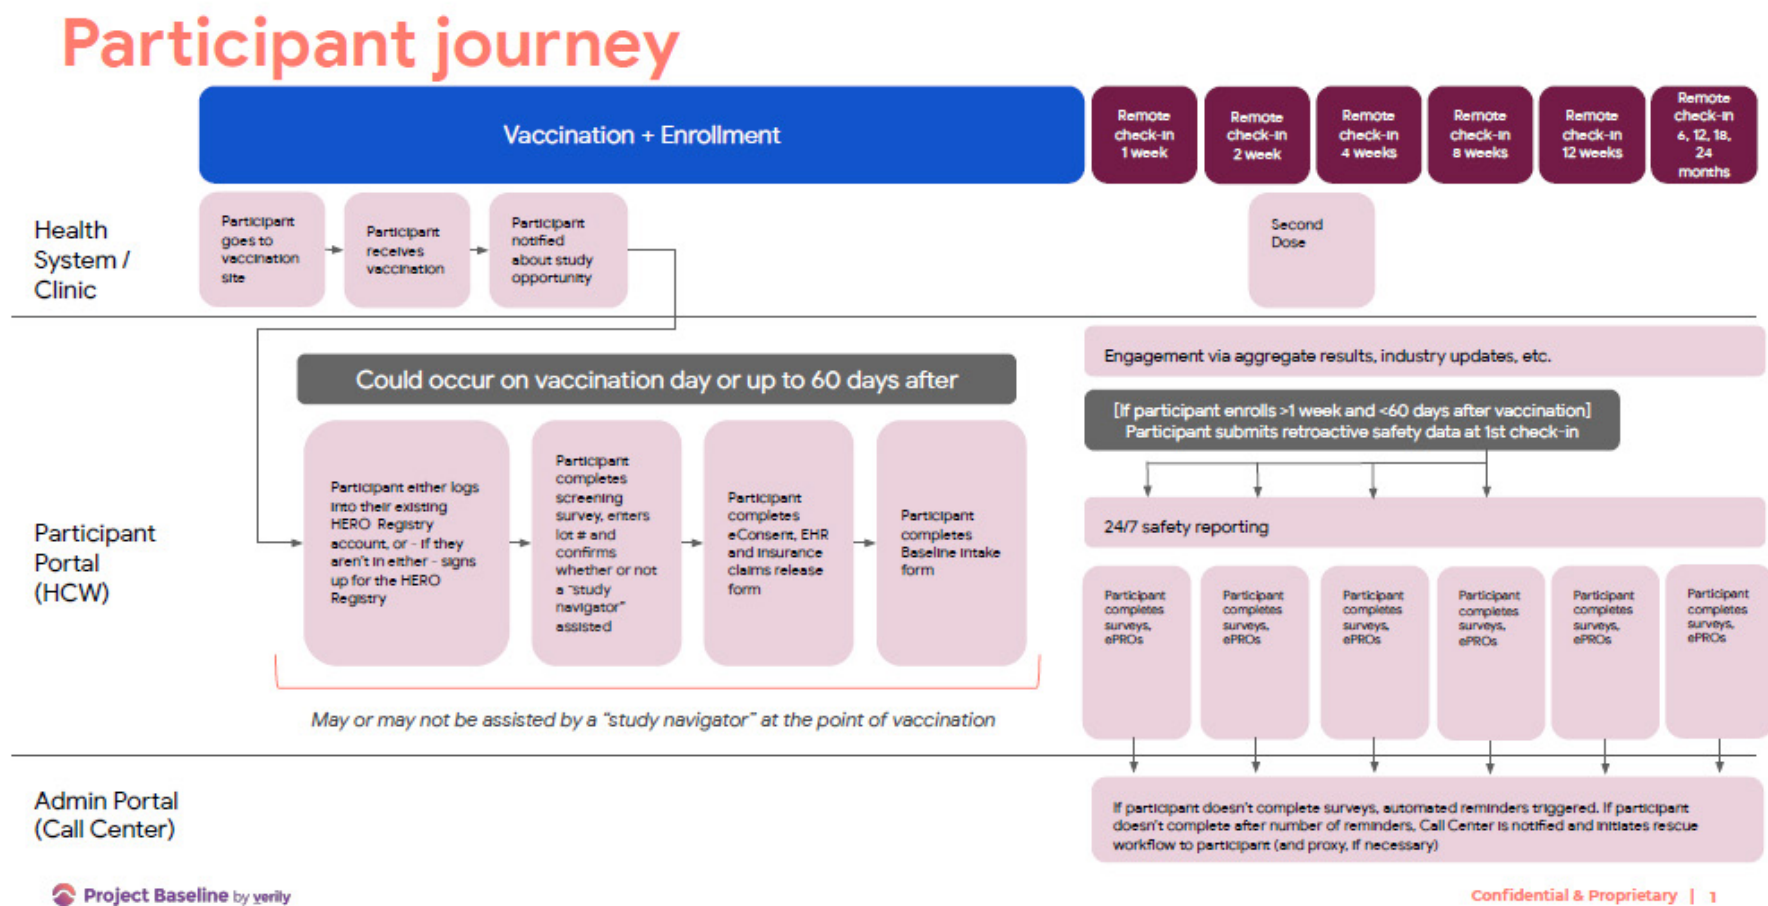 Participant journey
Vaccination + Enrollment
Remote
check-in
1 week
Remote
check-in
2 week
Remote
check-in
4 weeks
Remote
check-in
8 weeks
Remote
check-in
12 weeks
Remote
check-in
6, 12, 18,
24
months
Health
System /
Clinic
Participant
goes to
vaccination
site
Participant
receives
vaccination
Participant
notified
about study
opportunity
Second
Dose
Participant
Portal
(HCW)
Could occur on vaccination day or up to 60 days after
Participant either logs
into their existing
HERO Registry
account, or - if they
aren't in either - signs
up for the HERO
Registry
Participant
completes
screening
survey, enters
lot # and
confirms
whether or not
a "study
navigator"
assisted
Participant
completes
eConsent, EHR
and insurance
claims release
form
Participant
completes
Baseline intake
form
May or may not be assisted by a "study navigator" at the point of vaccination
Engagement via aggregate results, industry updates, etc.
[If participant enrolls >1 week and <60 days after vaccination]
Participant submits retroactive safety data at 1st check-in
24/7 safety reporting
Participant
completes
surveys,
ePROs
Participant
completes
surveys,
ePROs
Participant
completes
surveys,
ePROs
Participant
completes
surveys,
ePROs
Participant
completes
surveys,
ePROs
Participant
completes
surveys,
ePROs
Admin Portal
(Call Center)
If participant doesn't complete surveys, automated reminders triggered. If participant
doesn't complete after number of reminders, Call Center is notified and initiates rescue
workflow to participant (and proxy, if necessary)
Project Baseline by verily
Confidential & Proprietary | 1